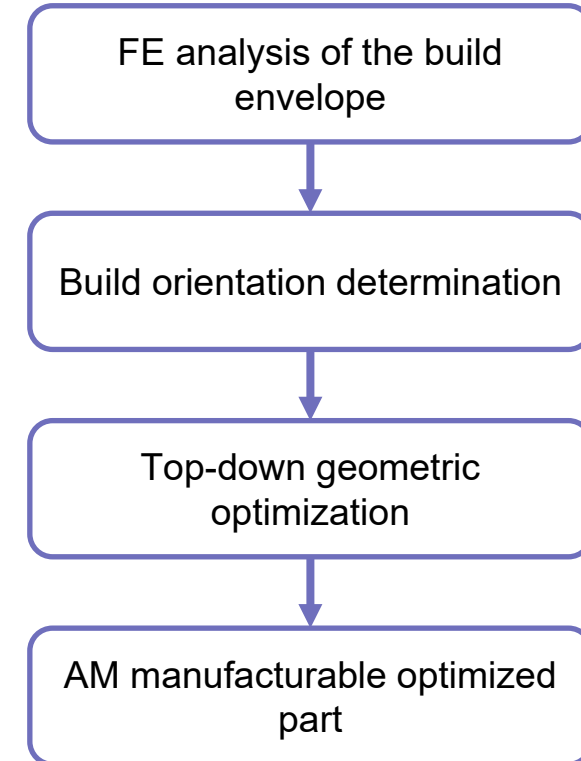 FE analysis of the build
envelope
Build orientation determination
Top-down geometric
optimization
AM manufacturable optimized
part